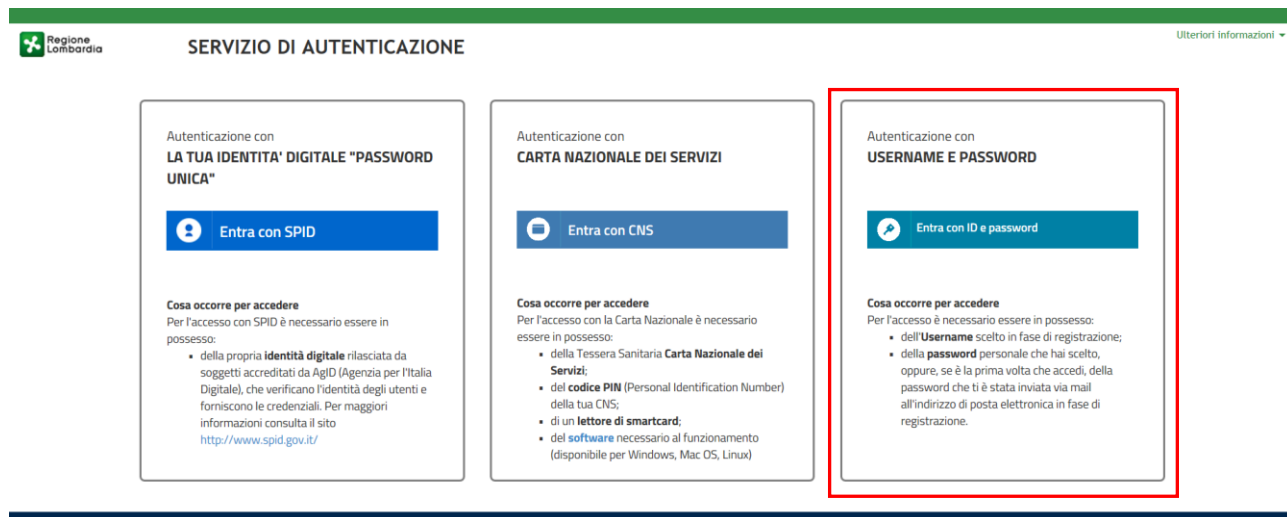 Regione
Lombardia
SERVIZIO DI AUTENTICAZIONE
Ulteriori informazioni
Autenticazione con
LA TUA IDENTITA' DIGITALE "PASSWORD
UNICA"
Entra con SPID
Cosa occorre per accedere
Per l'accesso con SPID è necessario essere in
possesso:
▪ della propria identità digitale rilasciata da
soggetti accreditati da AgID (Agenzia per l'Italia
Digitale), che verificano l'identità degli utenti e
forniscono le credenziali. Per maggiori
informazioni consulta il sito
http://www.spid.gov.it/
Autenticazione con
CARTA NAZIONALE DEI SERVIZI
Entra con CNS
Cosa occorre per accedere
Per l'accesso con la Carta Nazionale è necessario
essere in possesso:
▪ della Tessera Sanitaria Carta Nazionale dei
Servizi;
▪ del codice PIN (Personal Identification Number)
della tua CNS;
▪ di un lettore di smartcard;
▪ del software necessario al funzionamento
(disponibile per Windows, Mac OS, Linux)
Autenticazione con
USERNAME E PASSWORD
Entra con ID e password
Cosa occorre per accedere
Per l'accesso è necessario essere in possesso:
▪ dell'Username scelto in fase di registrazione;
▪ della password personale che hai scelto,
oppure, se è la prima volta che accedi, della
password che ti è stata inviata via mail
all'indirizzo di posta elettronica in fase di
registrazione.